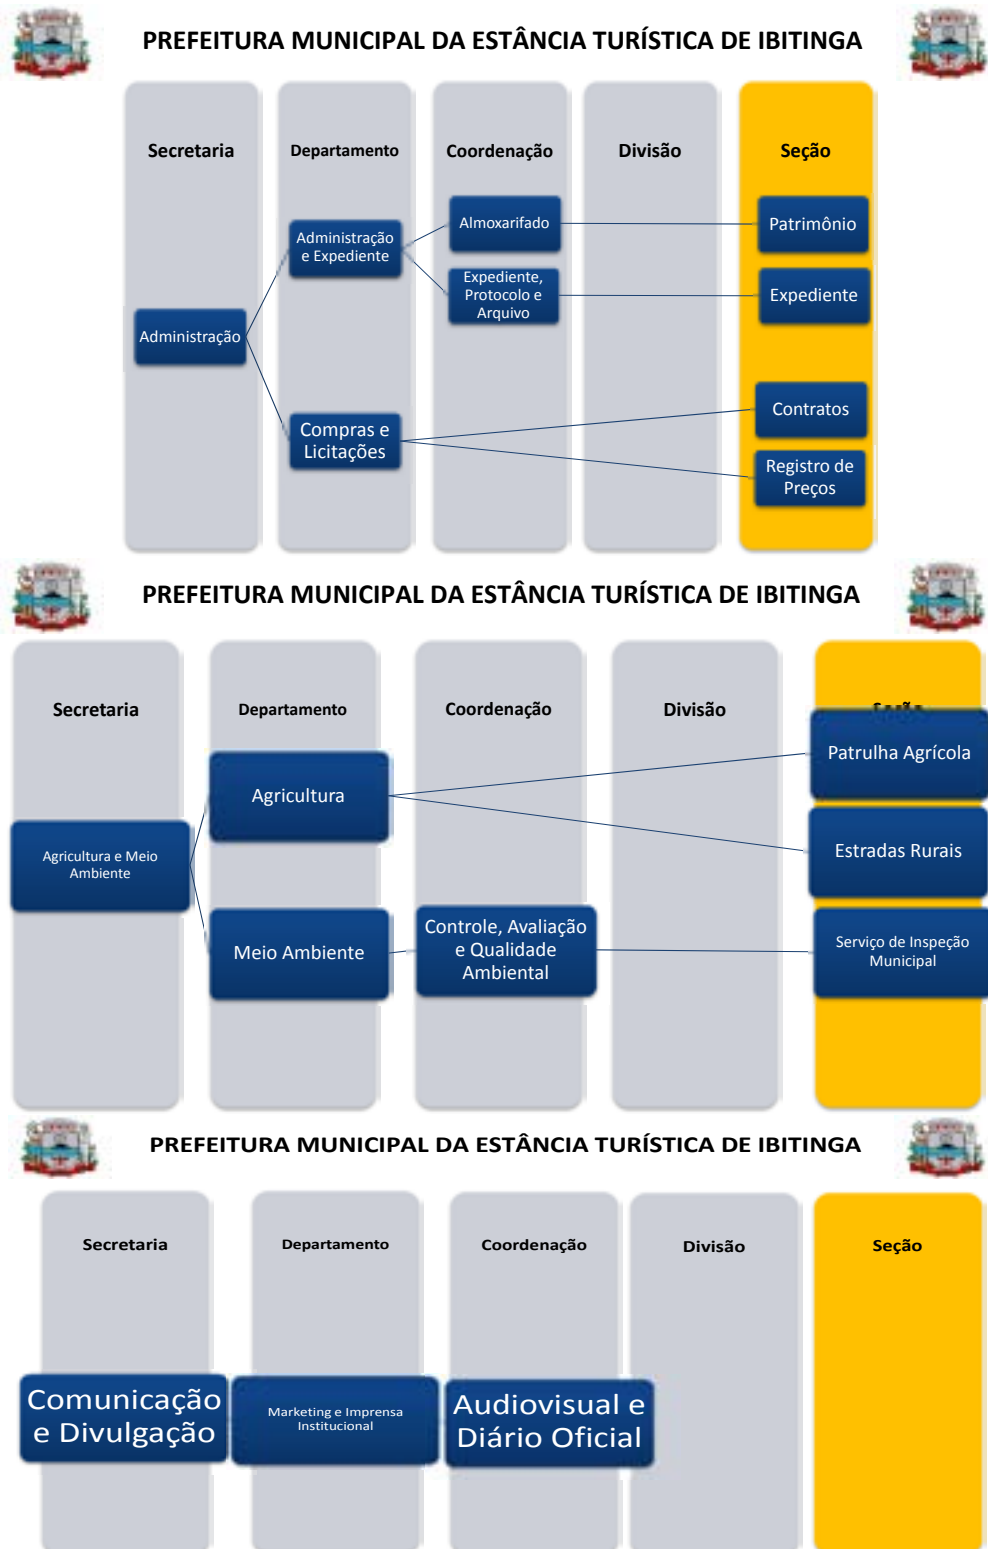 PREFEITURA MUNICIPAL DA ESTÂNCIA TURÍSTICA DE IBITINGA
Secretaria
Departamento
Coordenação
Divisão
Seção
Administração
Administração
e Expediente
Almoxarifado
Patrimônio
Expediente,
Protocolo e
Arquivo
Expediente
Compras e
Licitações
Contratos
Registro de
Preços
PREFEITURA MUNICIPAL DA ESTÂNCIA TURÍSTICA DE IBITINGA
Secretaria
Departamento
Coordenação
Divisão
Seção
Agricultura e Meio
Ambiente
Agricultura
Patrulha Agrícola
Estradas Rurais
Meio Ambiente
Controle, Avaliação
e Qualidade
Ambiental
Serviço de Inspeção
Municipal
PREFEITURA MUNICIPAL DA ESTÂNCIA TURÍSTICA DE IBITINGA
Secretaria
Departamento
Coordenação
Divisão
Seção
Comunicação
e Divulgação
Marketing e Imprensa
Institucional
Audiovisual e
Diário Oficial